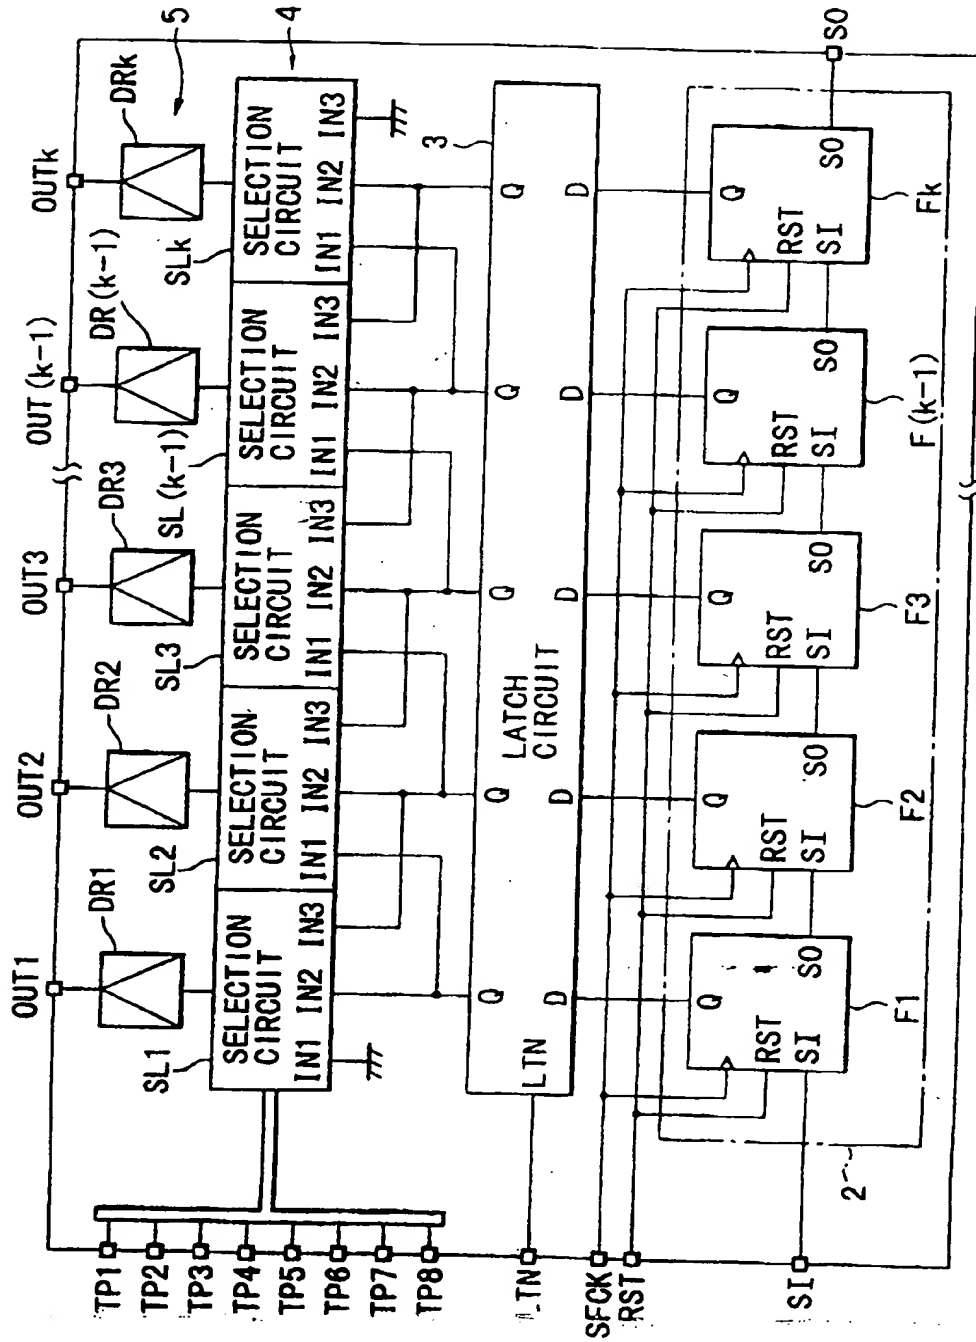 OUT1
OUT2
OUT3
OUT(k-1)
OUTk
DR1
DR2
DR3
DR(k-1)
DRk
5
SL1
SL2
SL3
SL(k-1)
SLk
4
SELECTION
CIRCUIT
SELECTION
CIRCUIT
SELECTION
CIRCUIT
SELECTION
CIRCUIT
SELECTION
CIRCUIT
IN1 IN2 IN3
IN1 IN2 IN3
IN1 IN2 IN3
IN1 IN2 IN3
IN1 IN2 IN3
TP1
TP2
TP3
TP4
TP5
TP6
TP7
TP8
3
Q
Q
Q
Q
Q
LATCH
CIRCUIT
LTN
LTN
D
D
D
D
D
SFCK
RST
SI
Q
RST
SI
SO
F1
Q
RST
SI
SO
F2
Q
RST
SI
SO
F3
Q
RST
SI
SO
F(k-1)
Q
RST
SI
SO
Fk
SO
2